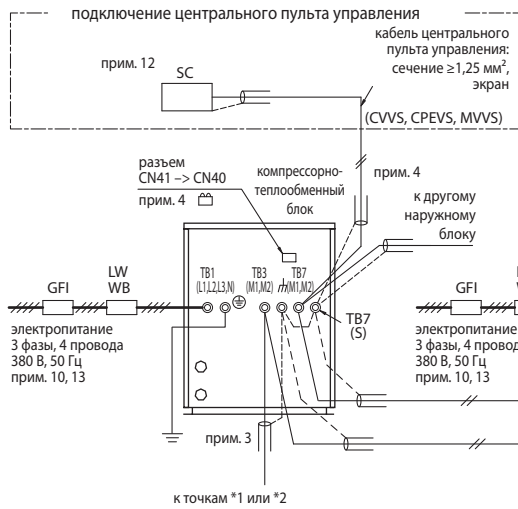 подключение центрального пульта управления
кабель центрального
пульта управления:
сечение ≥1,25 мм²,
экран
прим. 12
SC
(CVVS, CPEVS, MVVS)
разъем
CN41 –> CN40
прим. 4
компрессорно-
теплообменный
блок
прим. 4
к другому
наружному
блоку
TB1
(L1,L2,L3,N)
TB3
(M1,M2)
TB7
(M1,M2)
TB7
(S)
GFI
LW
WB
электропитание
3 фазы, 4 провода
380 В, 50 Гц
прим. 10, 13
GFI
электропитание
3 фазы, 4 провод
380 В, 50 Гц
прим. 10, 13
прим. 3
к точкам *1 или *2